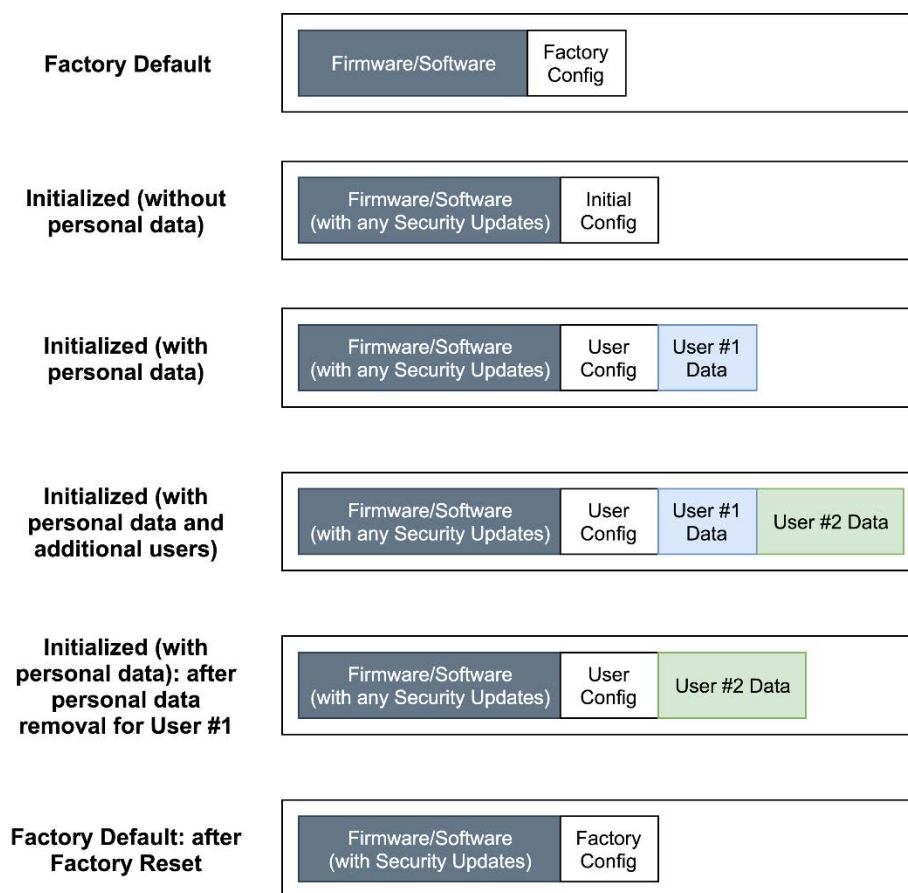 Factory Default
Firmware/Software
Factory
Config
Initialized (without
personal data)
Firmware/Software
(with any Security Updates)
Initial
Config
Initialized (with
personal data)
Firmware/Software
(with any Security Updates)
User
Config
User #1
Data
Initialized (with
personal data and
additional users)
Firmware/Software
(with any Security Updates)
User
Config
User #1
Data
User #2 Data
Initialized (with
personal data): after
personal data
removal for User #1
Firmware/Software
(with any Security Updates)
User
Config
User #2 Data
Factory Default: after
Factory Reset
Firmware/Software
(with Security Updates)
Factory
Config